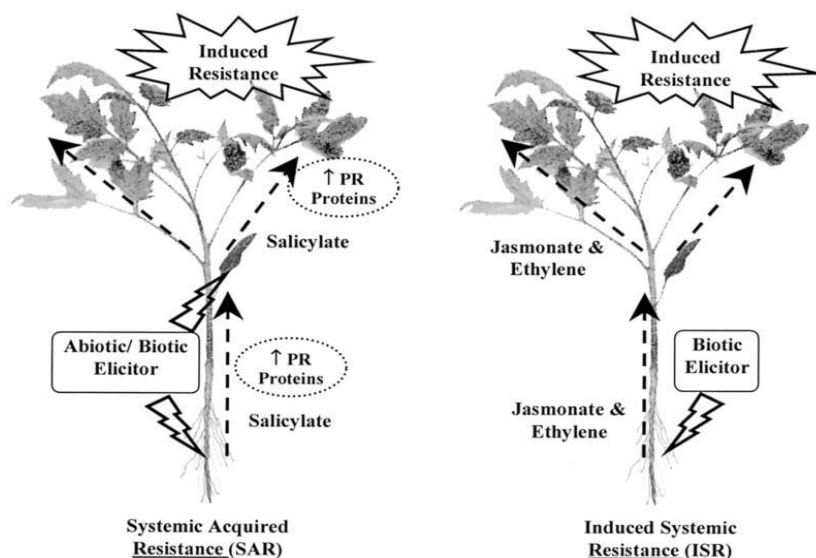 Induced
Resistance
↑ PR
Proteins
Salicylate
Abiotic/ Biotic
Elicitor
↑ PR
Proteins
Salicylate
Systemic Acquired
Resistance (SAR)
Induced
Resistance
Jasmonate &
Ethylene
Biotic
Elicitor
Jasmonate &
Ethylene
Induced Systemic
Resistance (ISR)